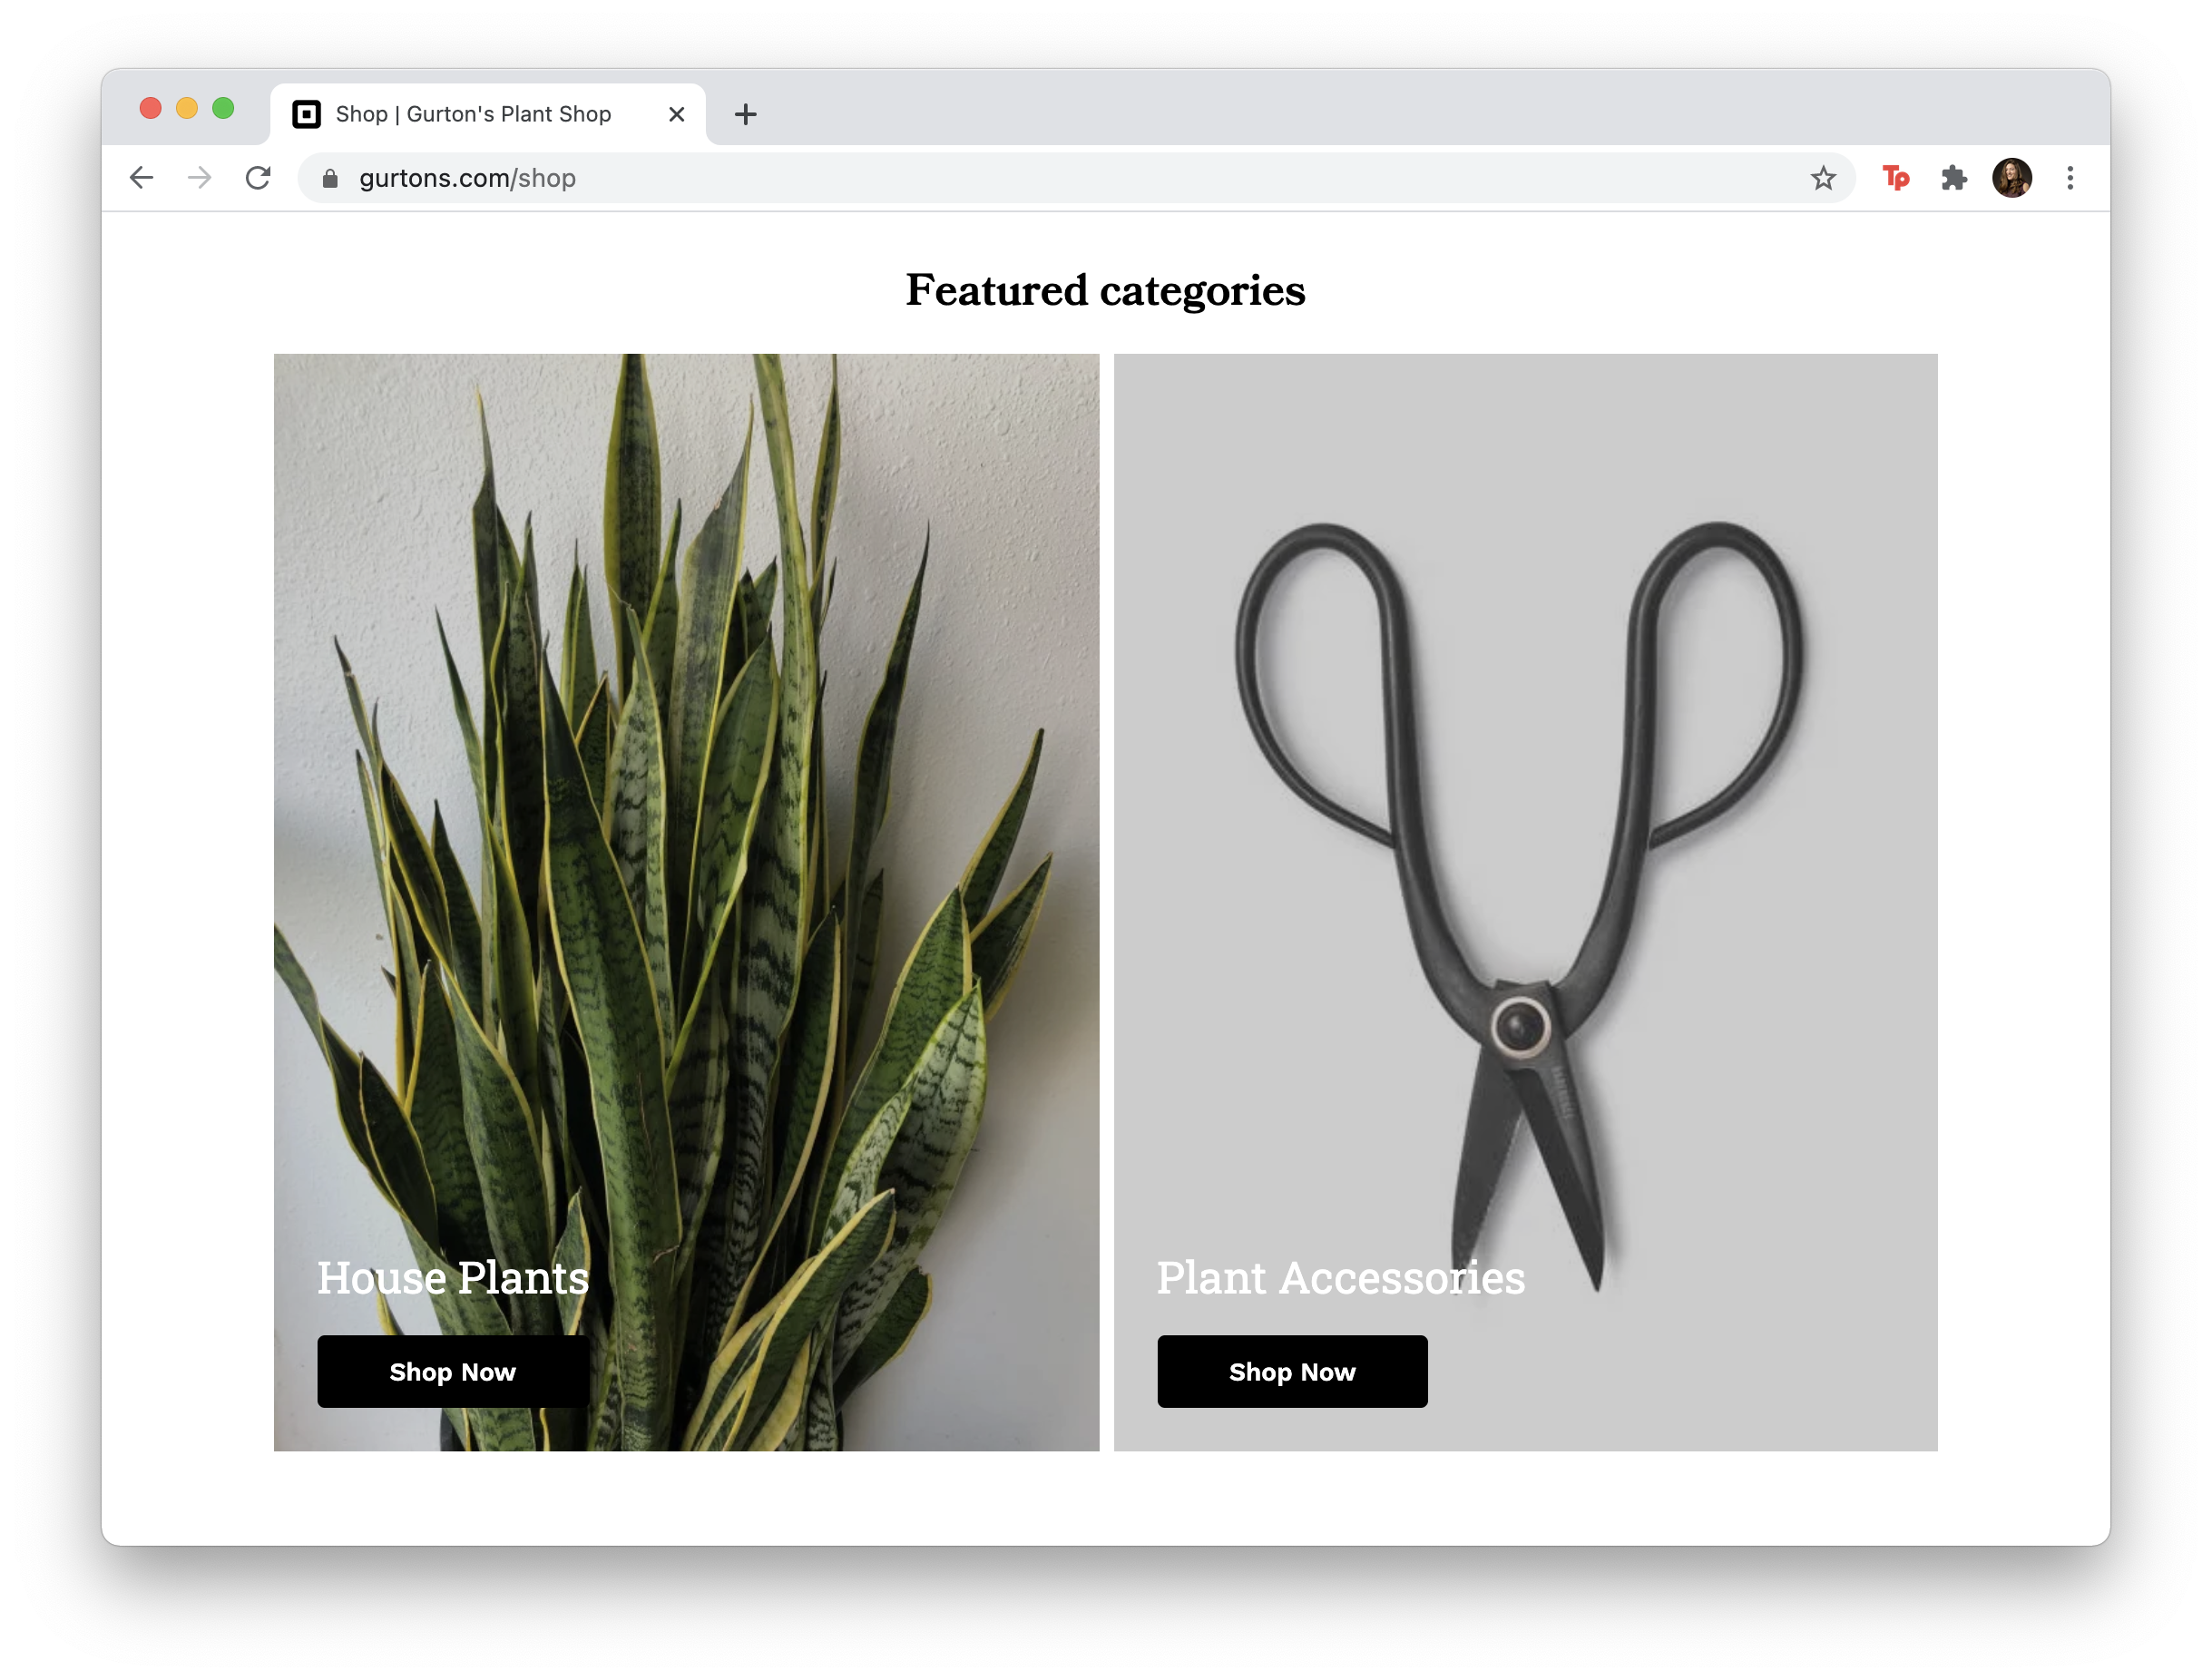 Shop | Gurton's Plant Shop
gurtons.com/shop
Tp
Featured categories
House Plants
Plant Accessories
Shop Now
Shop Now